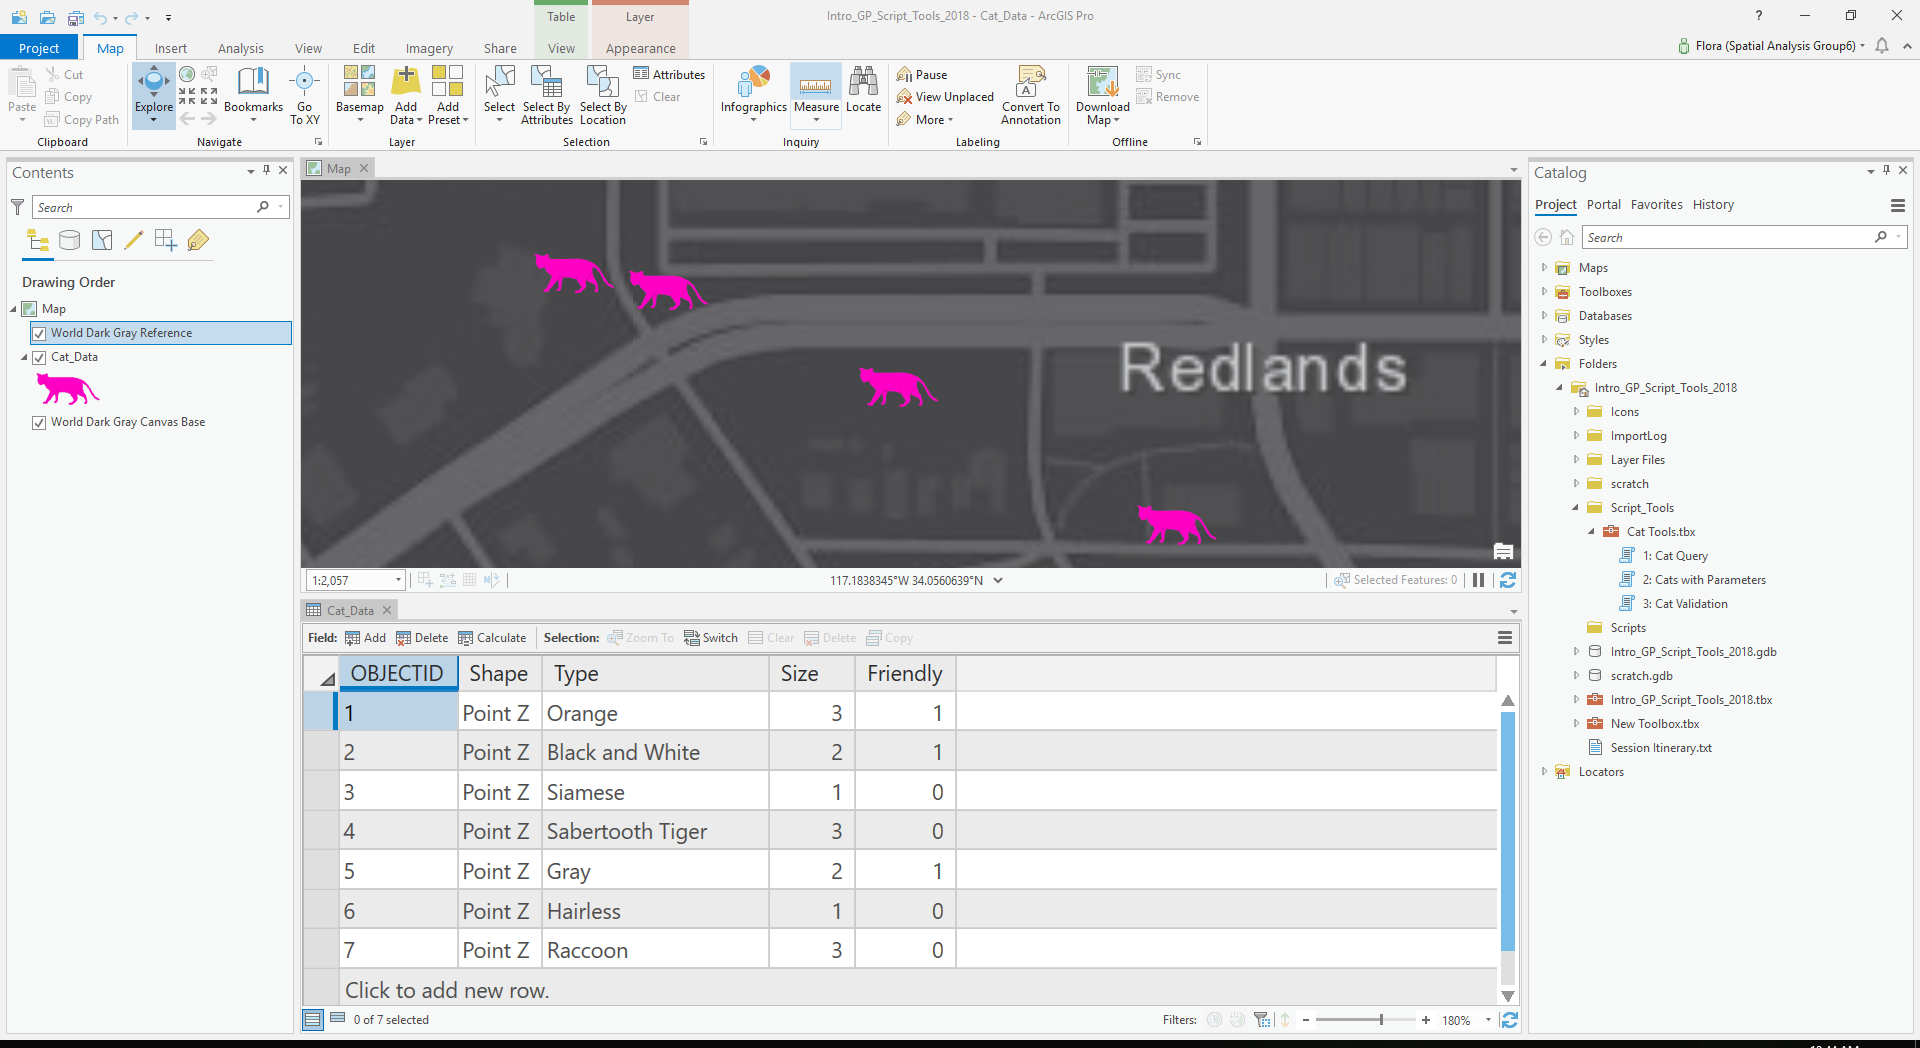 Intro_GP_Script_Tools_2018 - Cat_Data - ArcGIS Pro
Table Layer
Project Map Insert Analysis View Edit Imagery Share View Appearance
Flora (Spatial Analysis Group6)
Paste Cut Copy Copy Path
Clipboard
Explore Bookmarks Go To XY
Navigate
Basemap Add Data Add Preset
Layer
Select Select By Attributes Select By Location Attributes Clear
Selection
Infographics Measure Locate
Inquiry
Pause View Unplaced More Convert To Annotation
Labeling
Download Map Sync Remove
Offline
Contents
Search
Drawing Order
Map
World Dark Gray Reference
Cat_Data
World Dark Gray Canvas Base
Map
Redlands
1:2,057
117.1838345°W 34.0560639°N
Selected Features: 0
Cat_Data
Field: Add Delete Calculate Selection: Zoom To Switch Clear Delete Copy
OBJECTID Shape Type Size Friendly
1 Point Z Orange 3 1
2 Point Z Black and White 2 1
3 Point Z Siamese 1 0
4 Point Z Sabertooth Tiger 3 0
5 Point Z Gray 2 1
6 Point Z Hairless 1 0
7 Point Z Raccoon 3 0
Click to add new row.
0 of 7 selected
Filters:
- + 180%
Catalog
Project Portal Favorites History
Search
Maps
Toolboxes
Databases
Styles
Folders
Intro_GP_Script_Tools_2018
Icons
ImportLog
Layer Files
scratch
Script_Tools
Cat Tools.tbx
1: Cat Query
2: Cats with Parameters
3: Cat Validation
Scripts
Intro_GP_Script_Tools_2018.gdb
scratch.gdb
Intro_GP_Script_Tools_2018.tbx
New Toolbox.tbx
Session Itinerary.txt
Locators